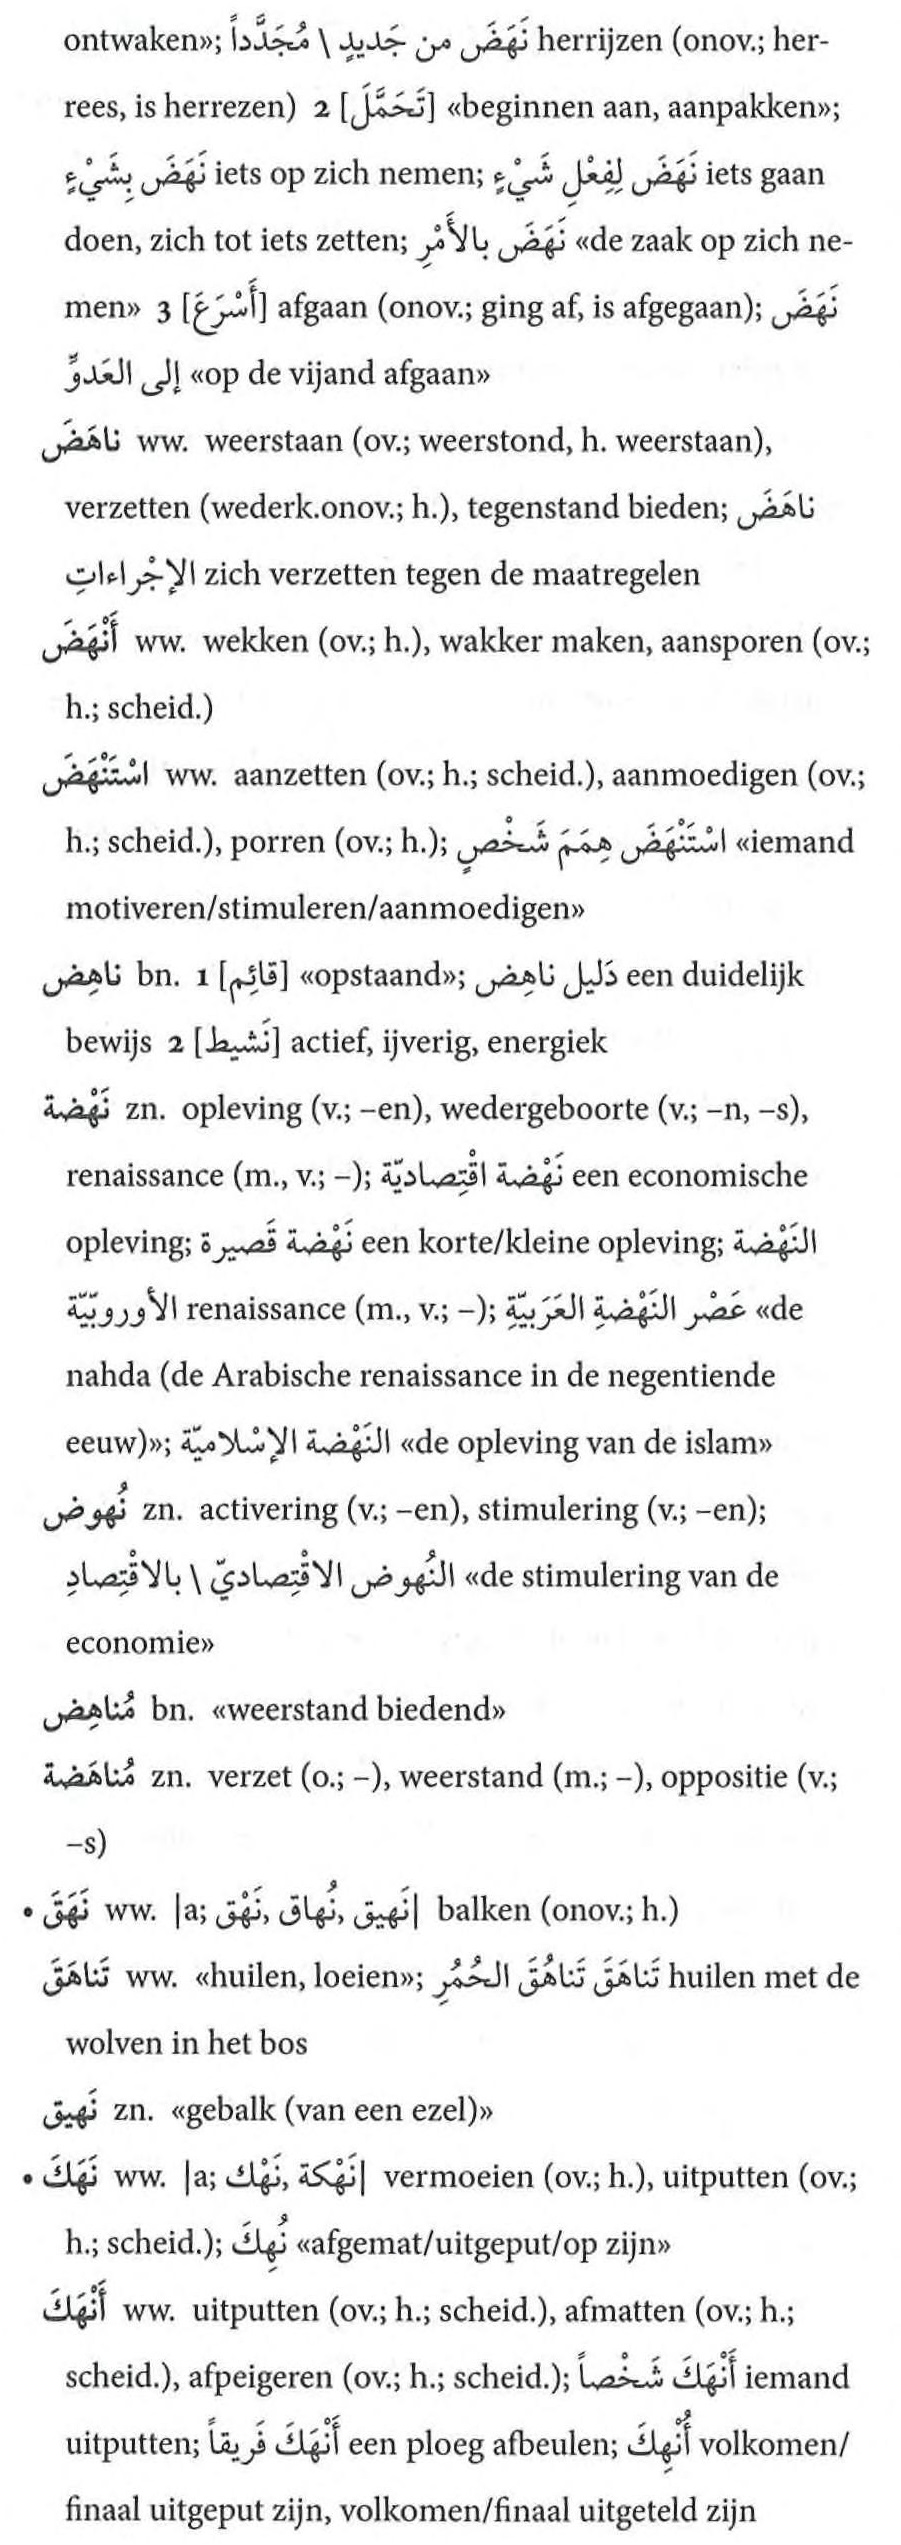 ontwaken»; نَهَضَ من جَديدٍ \ مُجَدَّداً herrijzen (onov.; her-
rees, is herrezen) 2 [تَحَمَّلَ] «beginnen aan, aanpakken»;
نَهَضَ بِشَيْءٍ iets op zich nemen; نَهَضَ لِفِعْلِ شَيْءٍ iets gaan
doen, zich tot iets zetten; نَهَضَ بالأَمْرِ «de zaak op zich ne-
men» 3 [أَسْرَعَ] afgaan (onov.; ging af, is afgegaan); نَهَضَ
إلى العَدوِّ «op de vijand afgaan»
ناهَضَ ww. weerstaan (ov.; weerstond, h. weerstaan),
verzetten (wederk.onov.; h.), tegenstand bieden; ناهَضَ
الإجْراءاتِ zich verzetten tegen de maatregelen
أَنْهَضَ ww. wekken (ov.; h.), wakker maken, aansporen (ov.;
h.; scheid.)
اسْتَنْهَضَ ww. aanzetten (ov.; h.; scheid.), aanmoedigen (ov.;
h.; scheid.), porren (ov.; h.); اسْتَنْهَضَ هِمَمَ شَخْصٍ «iemand
motiveren/stimuleren/aanmoedigen»
ناهِض bn. 1 [قائِم] «opstaand»; دَليل ناهِض een duidelijk
bewijs 2 [نَشيط] actief, ijverig, energiek
نَهْضة zn. opleving (v.; –en), wedergeboorte (v.; –n, –s),
renaissance (m., v.; –); نَهْضة اقْتِصاديّة een economische
opleving; نَهْضة قَصيرة een korte/kleine opleving; النَهْضة
الأوروبّيّة renaissance (m., v.; –); عَصْر النَهْضةِ العَرَبيّةِ «de
nahda (de Arabische renaissance in de negentiende
eeuw)»; النَهْضة الإسْلاميّة «de opleving van de islam»
نُهوض zn. activering (v.; –en), stimulering (v.; –en);
النُهوض الاقْتِصاديّ \ بالاقْتِصادِ «de stimulering van de
economie»
مُناهِض bn. «weerstand biedend»
مُناهَضة zn. verzet (o.; –), weerstand (m.; –), oppositie (v.;
–s)
• نَهَقَ ww. |a; نَهيق, نُهاق, نَهْق| balken (onov.; h.)
تَناهَقَ ww. «huilen, loeien»; تَناهَقَ تَناهُقَ الحُمُرِ huilen met de
wolven in het bos
نَهيق zn. «gebalk (van een ezel)»
• نَهَكَ ww. |a; نَهْكة, نَهْك| vermoeien (ov.; h.), uitputten (ov.;
h.; scheid.); نُهِكَ «afgemat/uitgeput/op zijn»
أَنْهَكَ ww. uitputten (ov.; h.; scheid.), afmatten (ov.; h.;
scheid.), afpeigeren (ov.; h.; scheid.); أَنْهَكَ شَخْصاً iemand
uitputten; أَنْهَكَ فَريقاً een ploeg afbeulen; أُنْهِكَ volkomen/
finaal uitgeput zijn, volkomen/finaal uitgeteld zijn